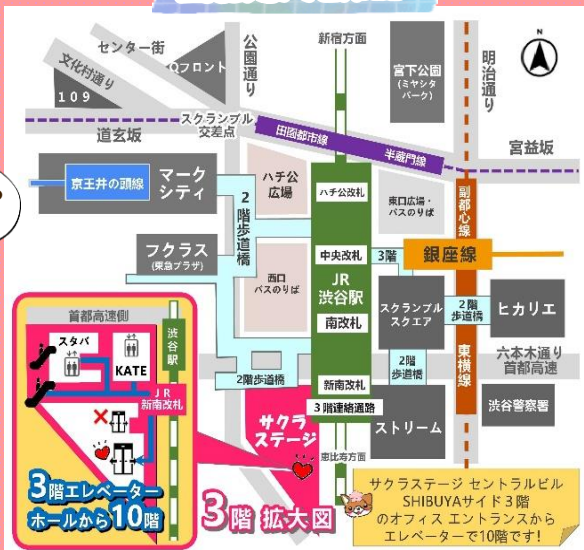 新宿方面
センター街
Qフロント
公園通り
宮下公園
(ミヤシタ
パーク)
明治通り
文化村通り
109
スクランブル
交差点
道玄坂
田園都市線
半蔵門線
宮益坂
京王井の頭線
マーク
シティ
ハチ公
広場
ハチ公改札
東口広場・
バスのりば
副都心線
2階歩道橋
フクラス
(東急プラザ)
西口
バスのりば
中央改札
3階
銀座線
JR
渋谷駅
南改札
スクランブル
スクエア
2階
歩道橋
ヒカリエ
東横線
六本木通り
首都高速
2階歩道橋
新南改札
2階
歩道橋
3階連絡通路
ストリーム
渋谷警察署
サクラ
ステージ
恵比寿方面
首都高速側
スタバ
KATE
渋谷駅
JR
新南改札
3階エレベーター
ホールから10階
3階 拡大図
サクラステージ セントラルビル
SHIBUYAサイド3階
のオフィス エントランスから
エレベーターで10階です!